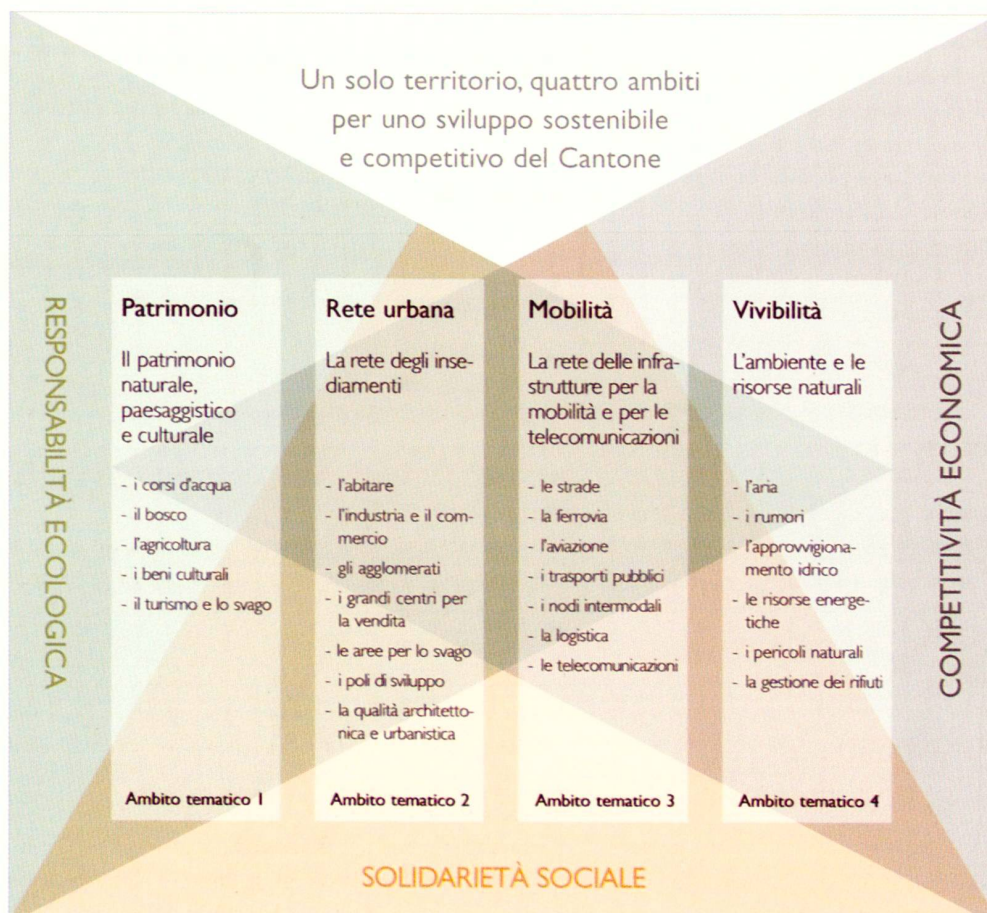 Un solo territorio, quattro ambiti
per uno sviluppo sostenibile
e competitivo del Cantone
RESPONSABILITÀ ECOLOGICA
Patrimonio
Il patrimonio
naturale,
paesaggistico
e culturale
- i corsi d'acqua
- il bosco
- l'agricoltura
- i beni culturali
- il turismo e lo svago
Ambito tematico 1
Rete urbana
La rete degli inse-
diamenti
- l'abitare
- l'industria e il com-
mercio
- gli agglomerati
- i grandi centri per
la vendita
- le aree per lo svago
- i poli di sviluppo
- la qualità architetto-
nica e urbanistica
Ambito tematico 2
Mobilità
La rete delle infra-
strutture per la
mobilità e per le
telecomunicazioni
- le strade
- la ferrovia
- l'aviazione
- i trasporti pubblici
- i nodi intermodali
- la logistica
- le telecomunicazioni
Ambito tematico 3
Vivibilità
L'ambiente e le
risorse naturali
- l'aria
- i rumori
- l'approvvigiona-
mento idrico
- le risorse energe-
tiche
- i pericoli naturali
- la gestione dei rifiuti
Ambito tematico 4
COMPETITIVITÀ ECONOMICA
SOLIDARIETÀ SOCIALE